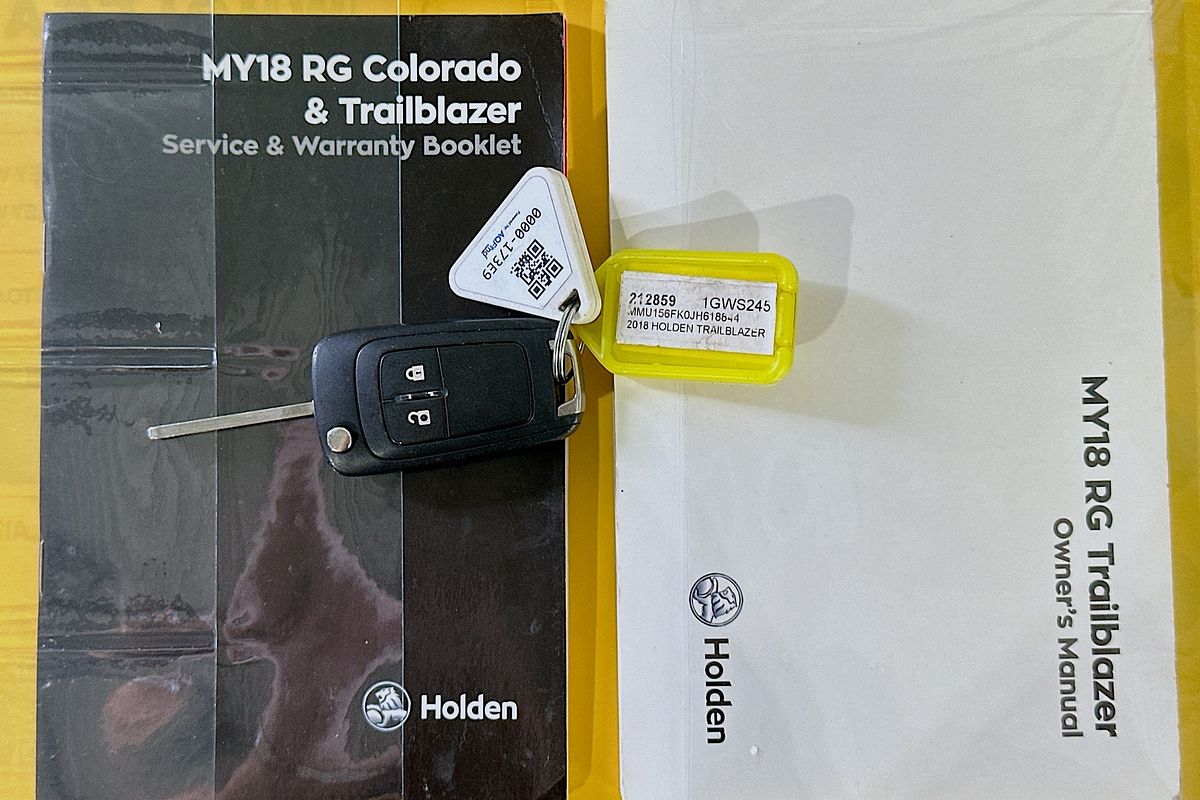 MY18 RG Colorado
& Trailblazer
Service & Warranty Booklet
Holden
0000-173E9
212859 1GWS245
2018 HOLDEN TRAILBLAZER
MY18 RG Trailblazer
Owner's Manual
Holden